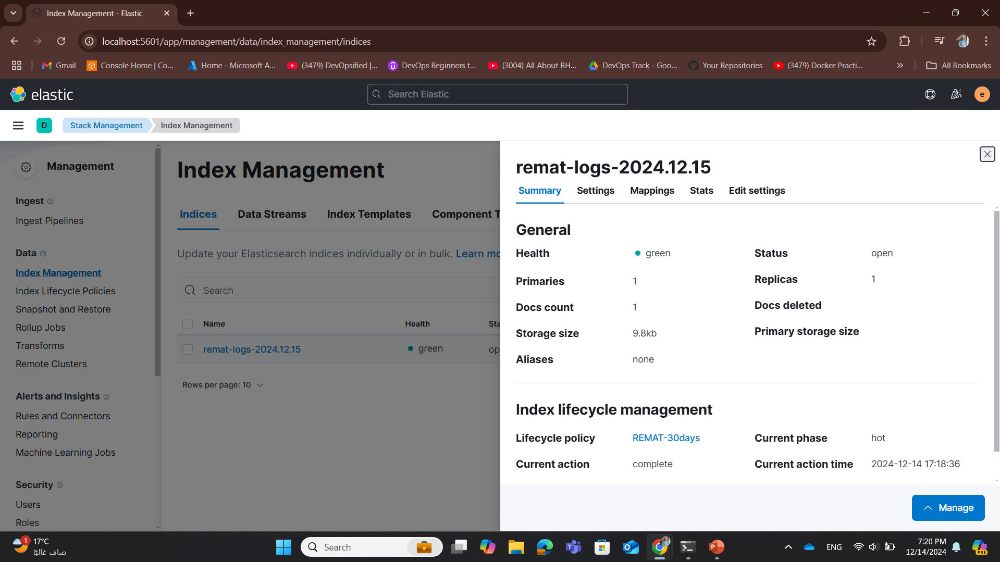 Index Management - Elastic
localhost:5601/app/management/data/index_management/indices
Gmail
Console Home | Co...
Home - Microsoft A...
(3479) DevOpsified |...
DevOps Beginners t...
(3004) All About RH...
DevOps Track - Goo...
Your Repositories
(3479) Docker Practi...
All Bookmarks
elastic
Search Elastic
e
D
Stack Management
Index Management
Management
Ingest
Ingest Pipelines
Data
Index Management
Index Lifecycle Policies
Snapshot and Restore
Rollup Jobs
Transforms
Remote Clusters
Alerts and Insights
Rules and Connectors
Reporting
Machine Learning Jobs
Security
Users
Roles
Index Management
Indices Data Streams Index Templates Component T
Update your Elasticsearch indices individually or in bulk. Learn mo
Search
Name Health Sta
remat-logs-2024.12.15 green op
Rows per page: 10
remat-logs-2024.12.15
Summary Settings Mappings Stats Edit settings
General
Health green Status open
Primaries 1 Replicas 1
Docs count 1 Docs deleted
Storage size 9.8kb Primary storage size
Aliases none
Index lifecycle management
Lifecycle policy REMAT-30days Current phase hot
Current action complete Current action time 2024-12-14 17:18:36
Manage
1
17°C
صافٍ غالبًا
Search
PRE
ENG
7:20 PM
12/14/2024